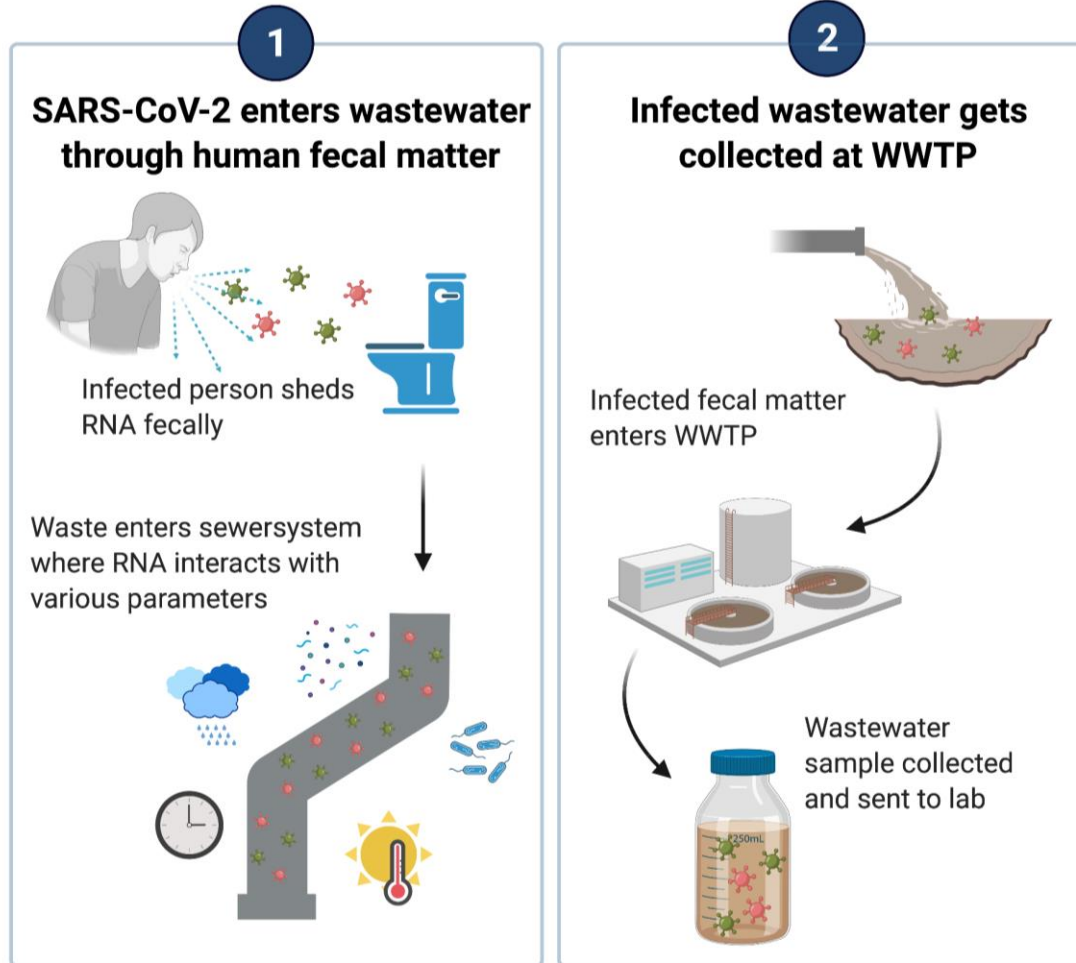 1
SARS-CoV-2 enters wastewater
through human fecal matter
Infected person sheds
RNA fecally
Waste enters sewersystem
where RNA interacts with
various parameters
2
Infected wastewater gets
collected at WWTP
Infected fecal matter
enters WWTP
Wastewater
sample collected
and sent to lab
250mL